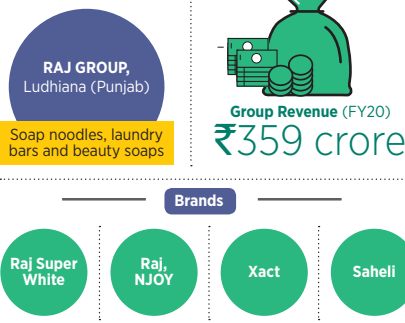 RAJ GROUP,
Ludhiana (Punjab)
Soap noodles, laundry
bars and beauty soaps
Group Revenue (FY20)
₹359 crore
Brands
Raj Super
White
Raj,
NJOY
Xact
Saheli